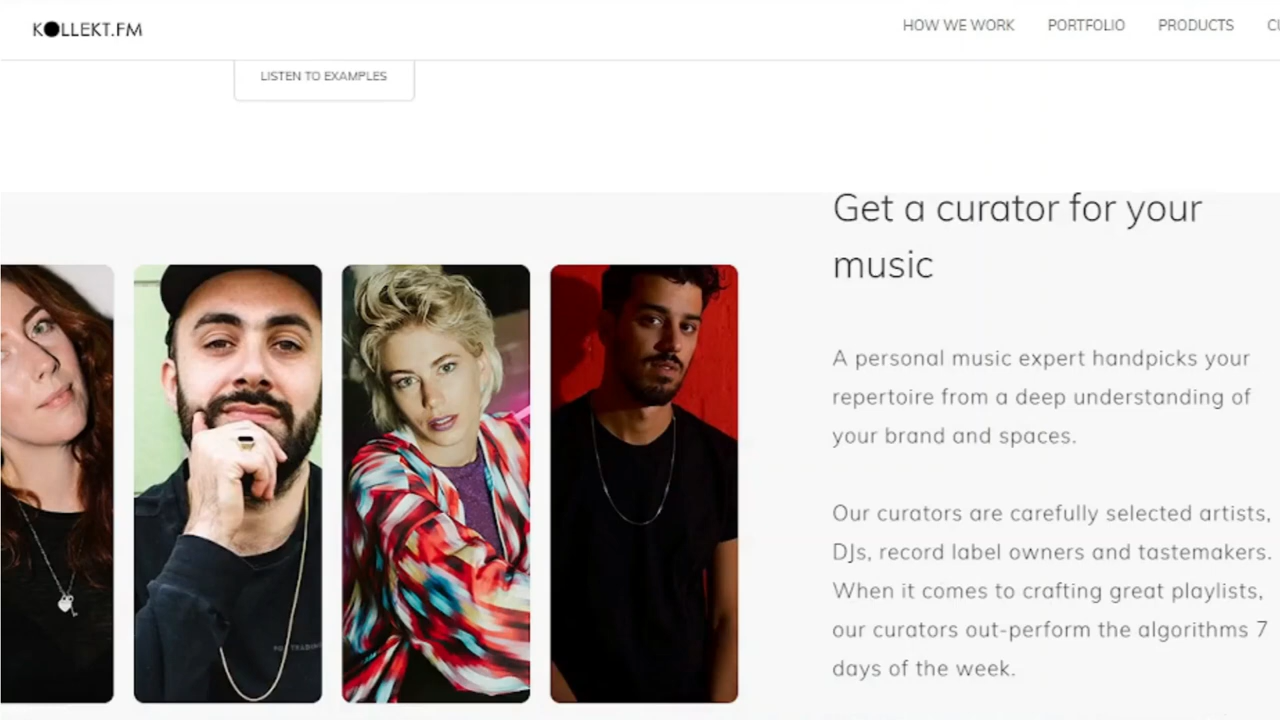 KOLLEKT.FM
HOW WE WORK PORTFOLIO PRODUCTS
LISTEN TO EXAMPLES
Get a curator for your
music
A personal music expert handpicks your
repertoire from a deep understanding of
your brand and spaces.
Our curators are carefully selected artists,
DJs, record label owners and tastemakers.
When it comes to crafting great playlists,
our curators out-perform the algorithms 7
days of the week.